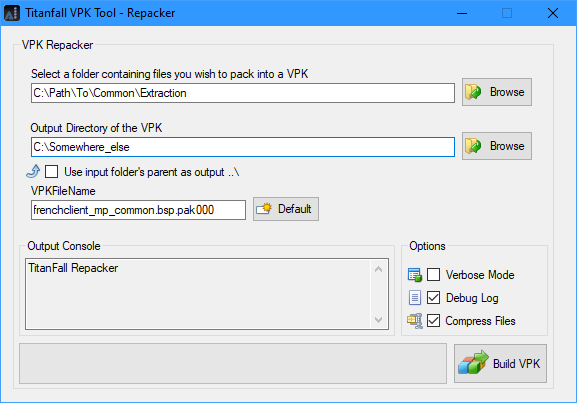 Titanfall VPK Tool - Repacker
VPK Repacker
Select a folder containing files you wish to pack into a VPK
C:\Path\To\Common\Extraction
Browse
Output Directory of the VPK
C:\Somewhere_else
Browse
Use input folder's parent as output ..\
VPKFileName
frenchclient_mp_common.bsp.pak000
Default
Output Console
TitanFall Repacker
Options
Verbose Mode
Debug Log
Compress Files
Build VPK